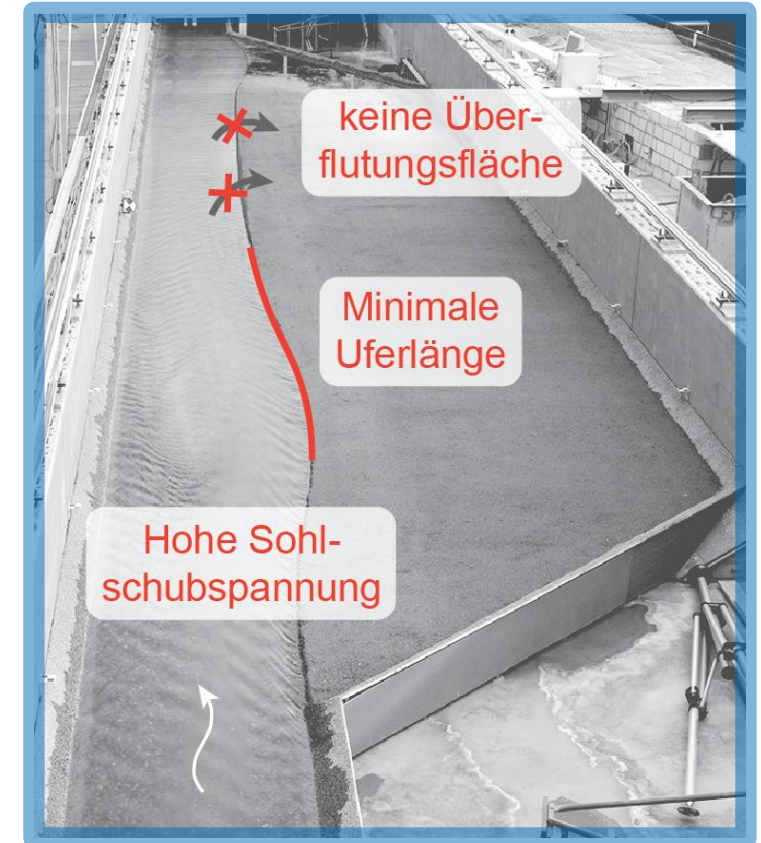 keine Über-
flutungsfläche
Minimale
Uferlänge
Hohe Sohl-
schubspannung